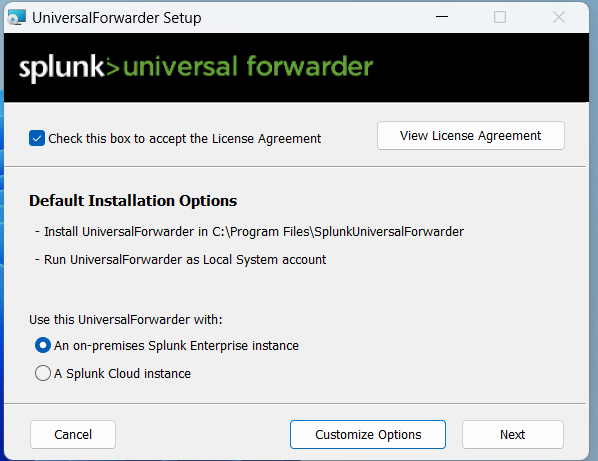 UniversalForwarder Setup
splunk>universal forwarder
Check this box to accept the License Agreement
View License Agreement
Default Installation Options
- Install UniversalForwarder in C:\Program Files\SplunkUniversalForwarder
- Run UniversalForwarder as Local System account
Use this UniversalForwarder with:
An on-premises Splunk Enterprise instance
A Splunk Cloud instance
Cancel
Customize Options
Next